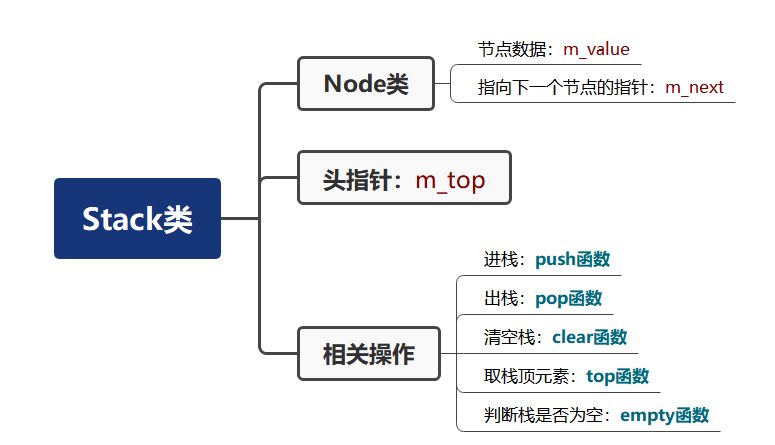 Stack类
Node类
节点数据：m_value
指向下一个节点的指针：m_next
头指针：m_top
相关操作
进栈：push函数
出栈：pop函数
清空栈：clear函数
取栈顶元素：top函数
判断栈是否为空：empty函数